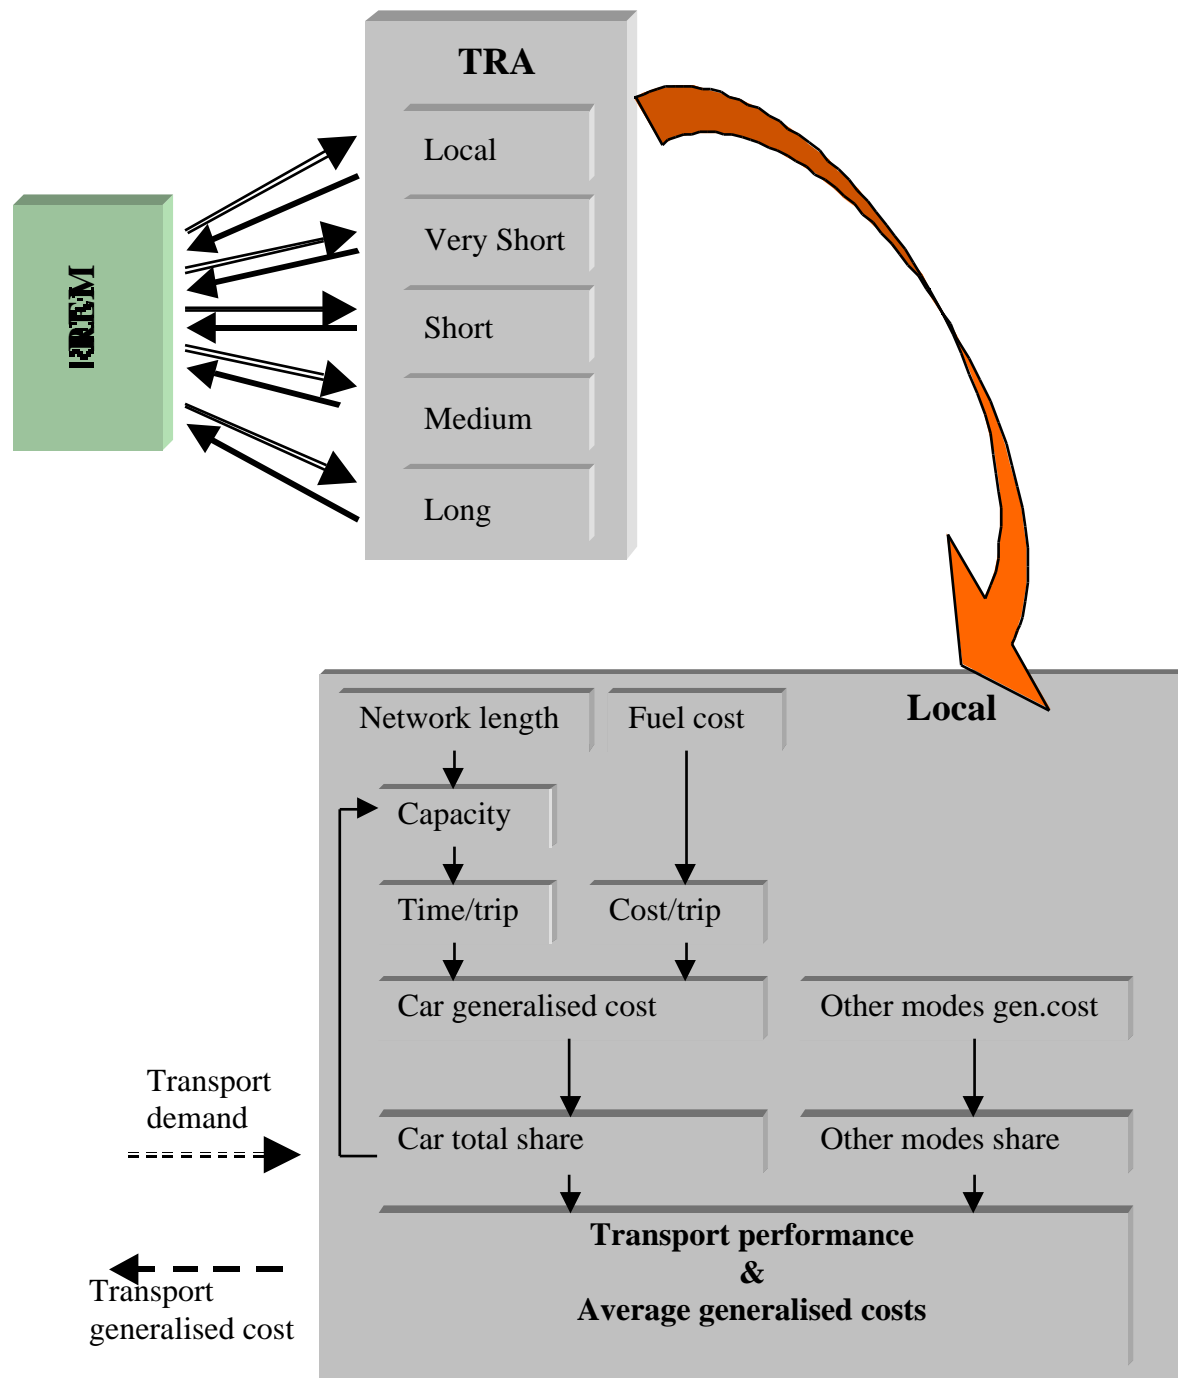 TRA
Local
Very Short
Short
Medium
Long
Local
Network length
Fuel cost
Capacity
Time/trip
Cost/trip
Car generalised cost
Other modes gen.cost
Transport
demand
Car total share
Other modes share
Transport performance
&
Average generalised costs
Transport
generalised cost